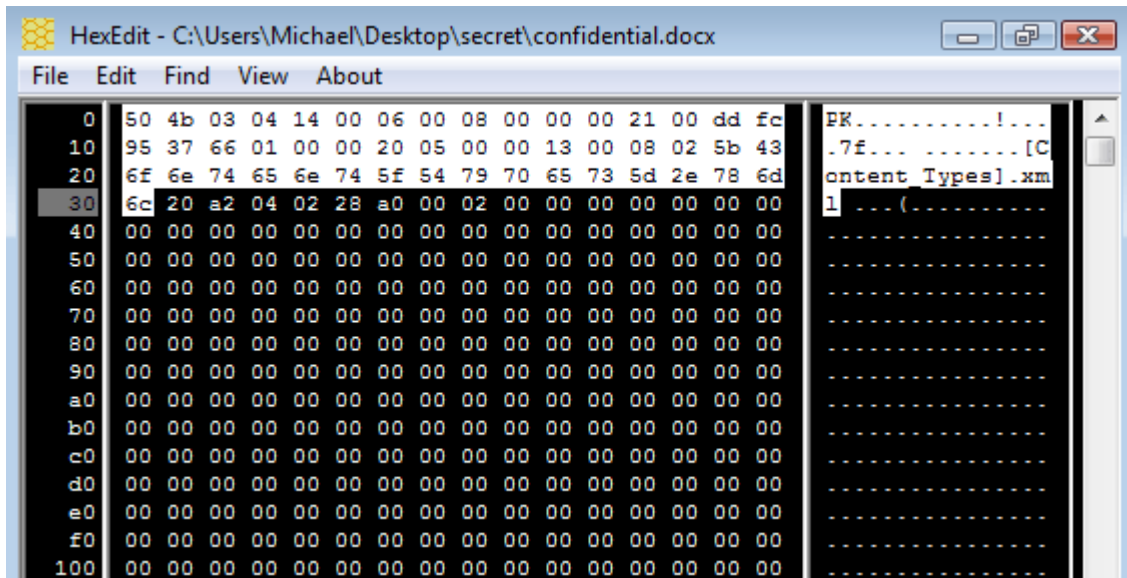 HexEdit - C:\Users\Michael\Desktop\secret\confidential.docx
File Edit Find View About
0 50 4b 03 04 14 00 06 00 08 00 00 00 21 00 dd fc PK..........!...
10 95 37 66 01 00 00 20 05 00 00 13 00 08 02 5b 43 .7f... .......[C
20 6f 6e 74 65 6e 74 5f 54 79 70 65 73 5d 2e 78 6d ontent_Types].xm
30 6c 20 a2 04 02 28 a0 00 02 00 00 00 00 00 00 00 l ...(..........
40 00 00 00 00 00 00 00 00 00 00 00 00 00 00 00 00 ................
50 00 00 00 00 00 00 00 00 00 00 00 00 00 00 00 00 ................
60 00 00 00 00 00 00 00 00 00 00 00 00 00 00 00 00 ................
70 00 00 00 00 00 00 00 00 00 00 00 00 00 00 00 00 ................
80 00 00 00 00 00 00 00 00 00 00 00 00 00 00 00 00 ................
90 00 00 00 00 00 00 00 00 00 00 00 00 00 00 00 00 ................
a0 00 00 00 00 00 00 00 00 00 00 00 00 00 00 00 00 ................
b0 00 00 00 00 00 00 00 00 00 00 00 00 00 00 00 00 ................
c0 00 00 00 00 00 00 00 00 00 00 00 00 00 00 00 00 ................
d0 00 00 00 00 00 00 00 00 00 00 00 00 00 00 00 00 ................
e0 00 00 00 00 00 00 00 00 00 00 00 00 00 00 00 00 ................
f0 00 00 00 00 00 00 00 00 00 00 00 00 00 00 00 00 ................
100 00 00 00 00 00 00 00 00 00 00 00 00 00 00 00 00 ................